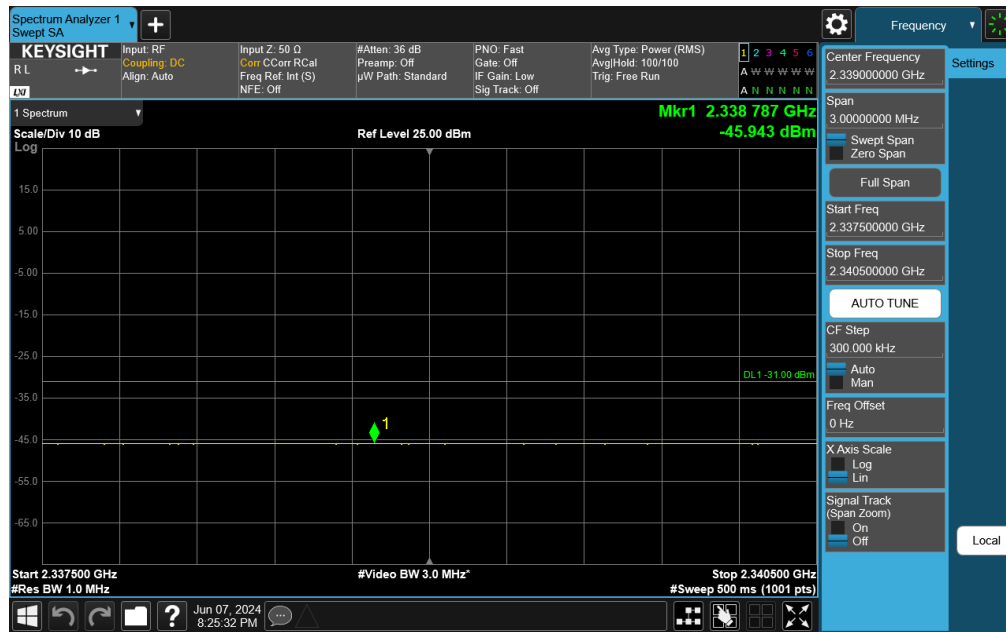 Spectrum Analyzer 1
Swept SA
Frequency
KEYSIGHT
R L
LXI
Input: RF
Coupling: DC
Align: Auto
Input Z: 50 Ω
Corr CCorr RCal
Freq Ref: Int (S)
NFE: Off
#Atten: 36 dB
Preamp: Off
µW Path: Standard
PNO: Fast
Gate: Off
IF Gain: Low
Sig Track: Off
Avg Type: Power (RMS)
Avg|Hold: 100/100
Trig: Free Run
1 2 3 4 5 6
A W W W W W
A N N N N N
1 Spectrum
Scale/Div 10 dB
Log
Ref Level 25.00 dBm
Mkr1 2.338 787 GHz
-45.943 dBm
15.0
5.00
-5.00
-15.0
-25.0
-35.0
-45.0
-55.0
-65.0
DL1 -31.00 dBm
1
Start 2.337500 GHz
#Res BW 1.0 MHz
#Video BW 3.0 MHz*
Stop 2.340500 GHz
#Sweep 500 ms (1001 pts)
Center Frequency
2.339000000 GHz
Span
3.00000000 MHz
Swept Span
Zero Span
Full Span
Start Freq
2.337500000 GHz
Stop Freq
2.340500000 GHz
AUTO TUNE
CF Step
300.000 kHz
Auto
Man
Freq Offset
0 Hz
X Axis Scale
Log
Lin
Signal Track
(Span Zoom)
On
Off
Settings
Local
?
Jun 07, 2024
8:25:32 PM